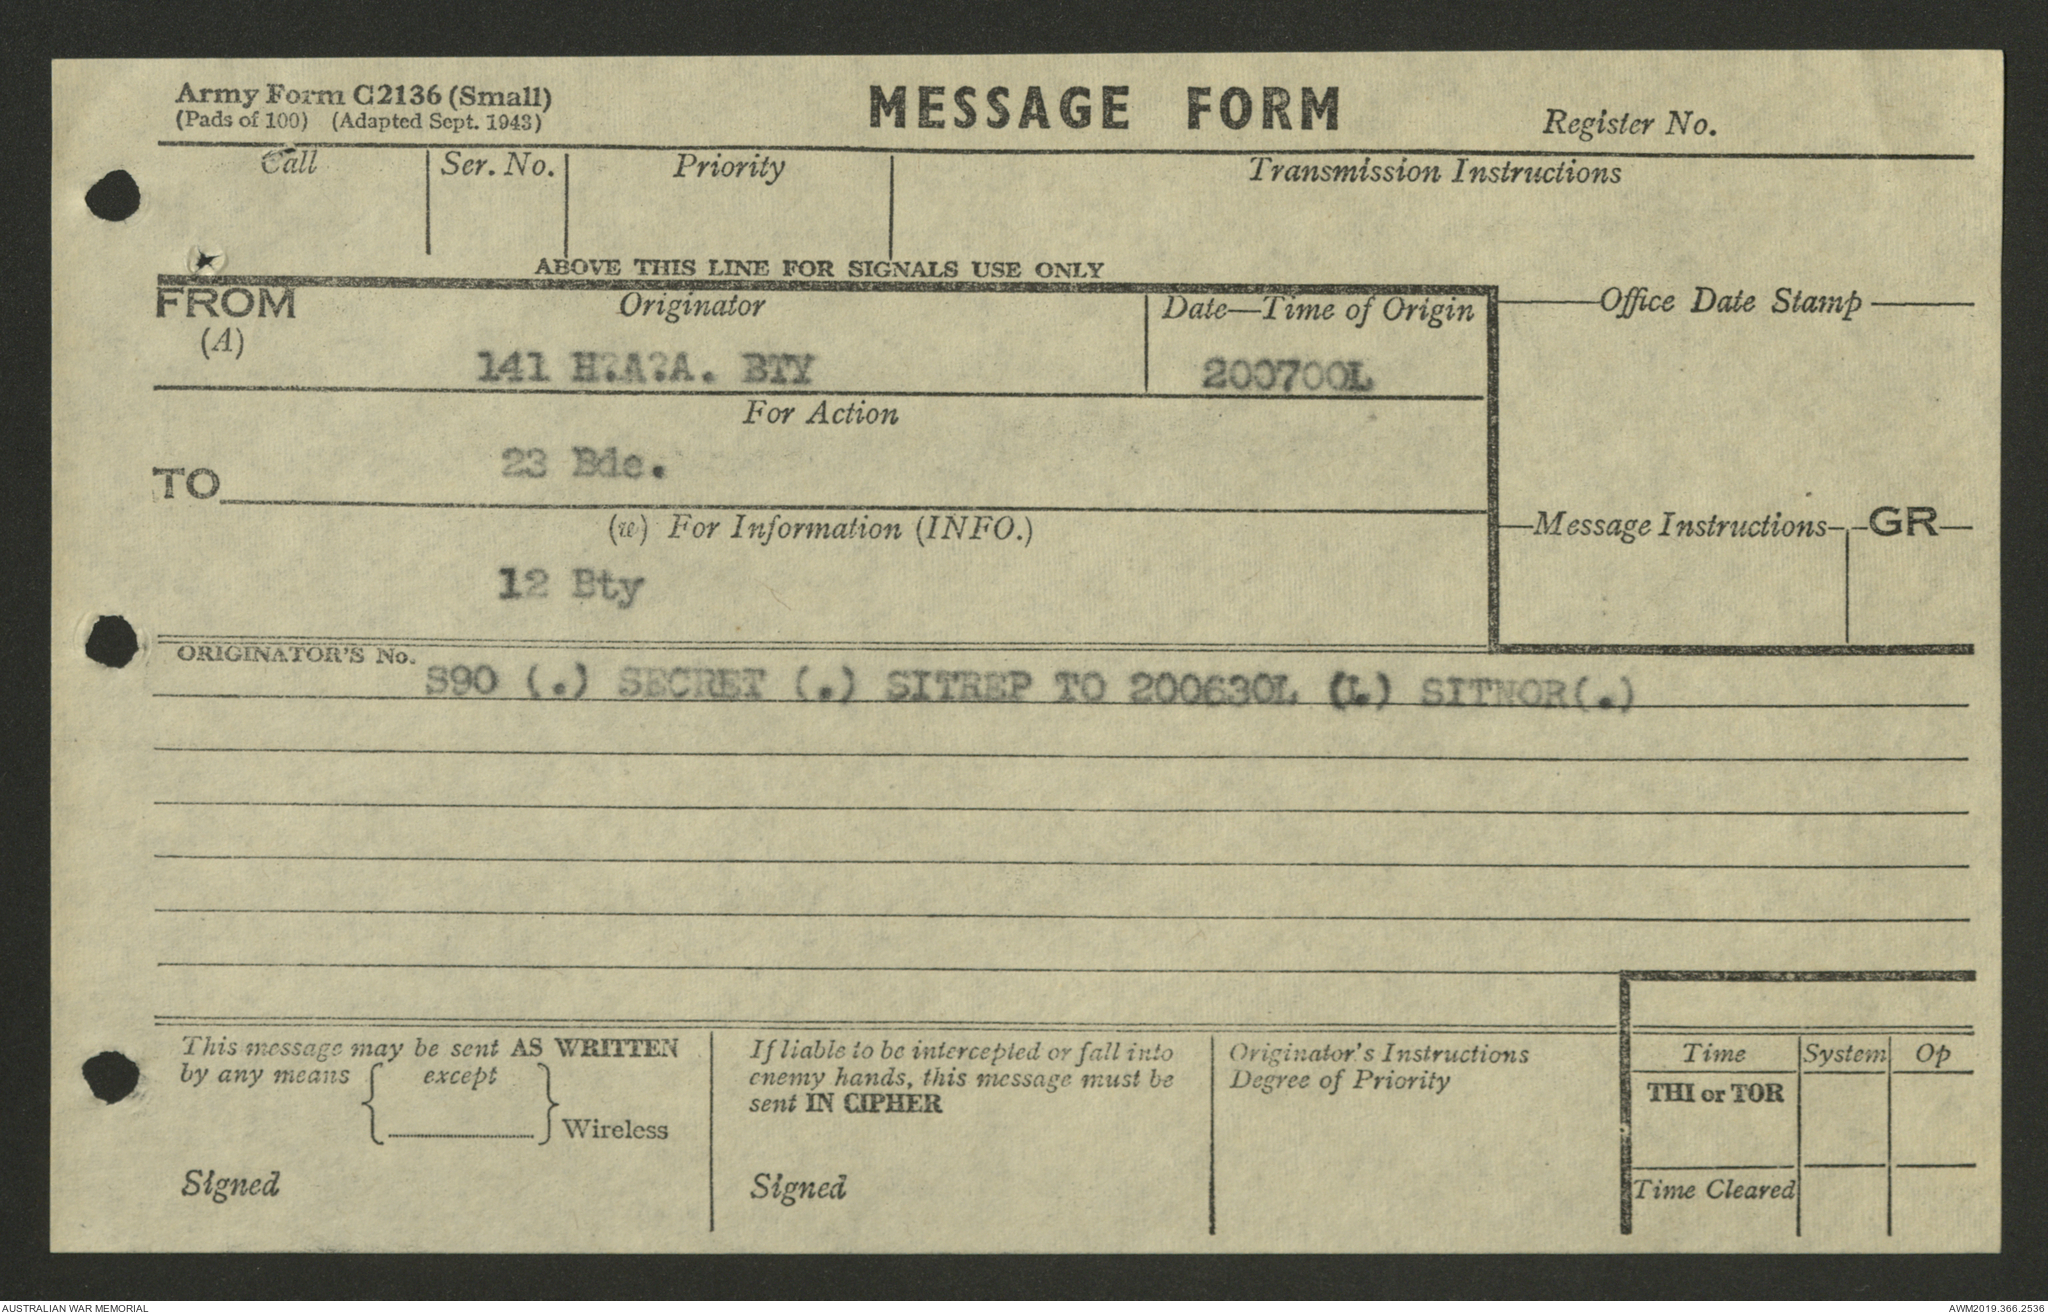 Army Form C2136 (Small)
(Pads of 100) (Adapted Sept. 1943)
MESSAGE FORM
Register No.
Call
Ser. No.
Priority
Transmission Instructions
ABOVE THIS LINE FOR SIGNALS USE ONLY
FROM
(A)
Originator
Date—Time of Origin
Office Date Stamp
141 H?A?A. BTY
200700L
For Action
23 Bde.
TO
(w) For Information (INFO.)
Message Instructions
GR
12 Bty
ORIGINATOR'S No.
S90 (.) SECRET (.) SITREP TO 200630L (.) SITNOR(.)
This message may be sent AS WRITTEN
by any means except
Wireless
Signed
If liable to be intercepted or fall into
enemy hands, this message must be
sent IN CIPHER
Signed
Originator's Instructions
Degree of Priority
Time
System
Op
THI or TOR
Time Cleared
AUSTRALIAN WAR MEMORIAL
AWM2019.366.2536